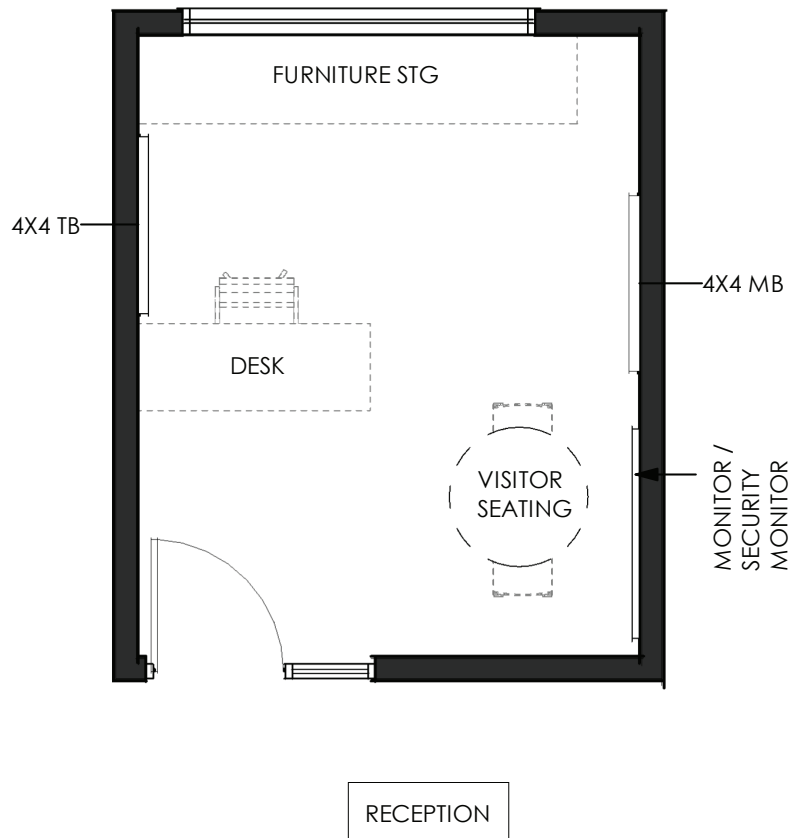 FURNITURE STG
4X4 TB
4X4 MB
DESK
VISITOR
SEATING
MONITOR /
SECURITY
MONITOR
RECEPTION